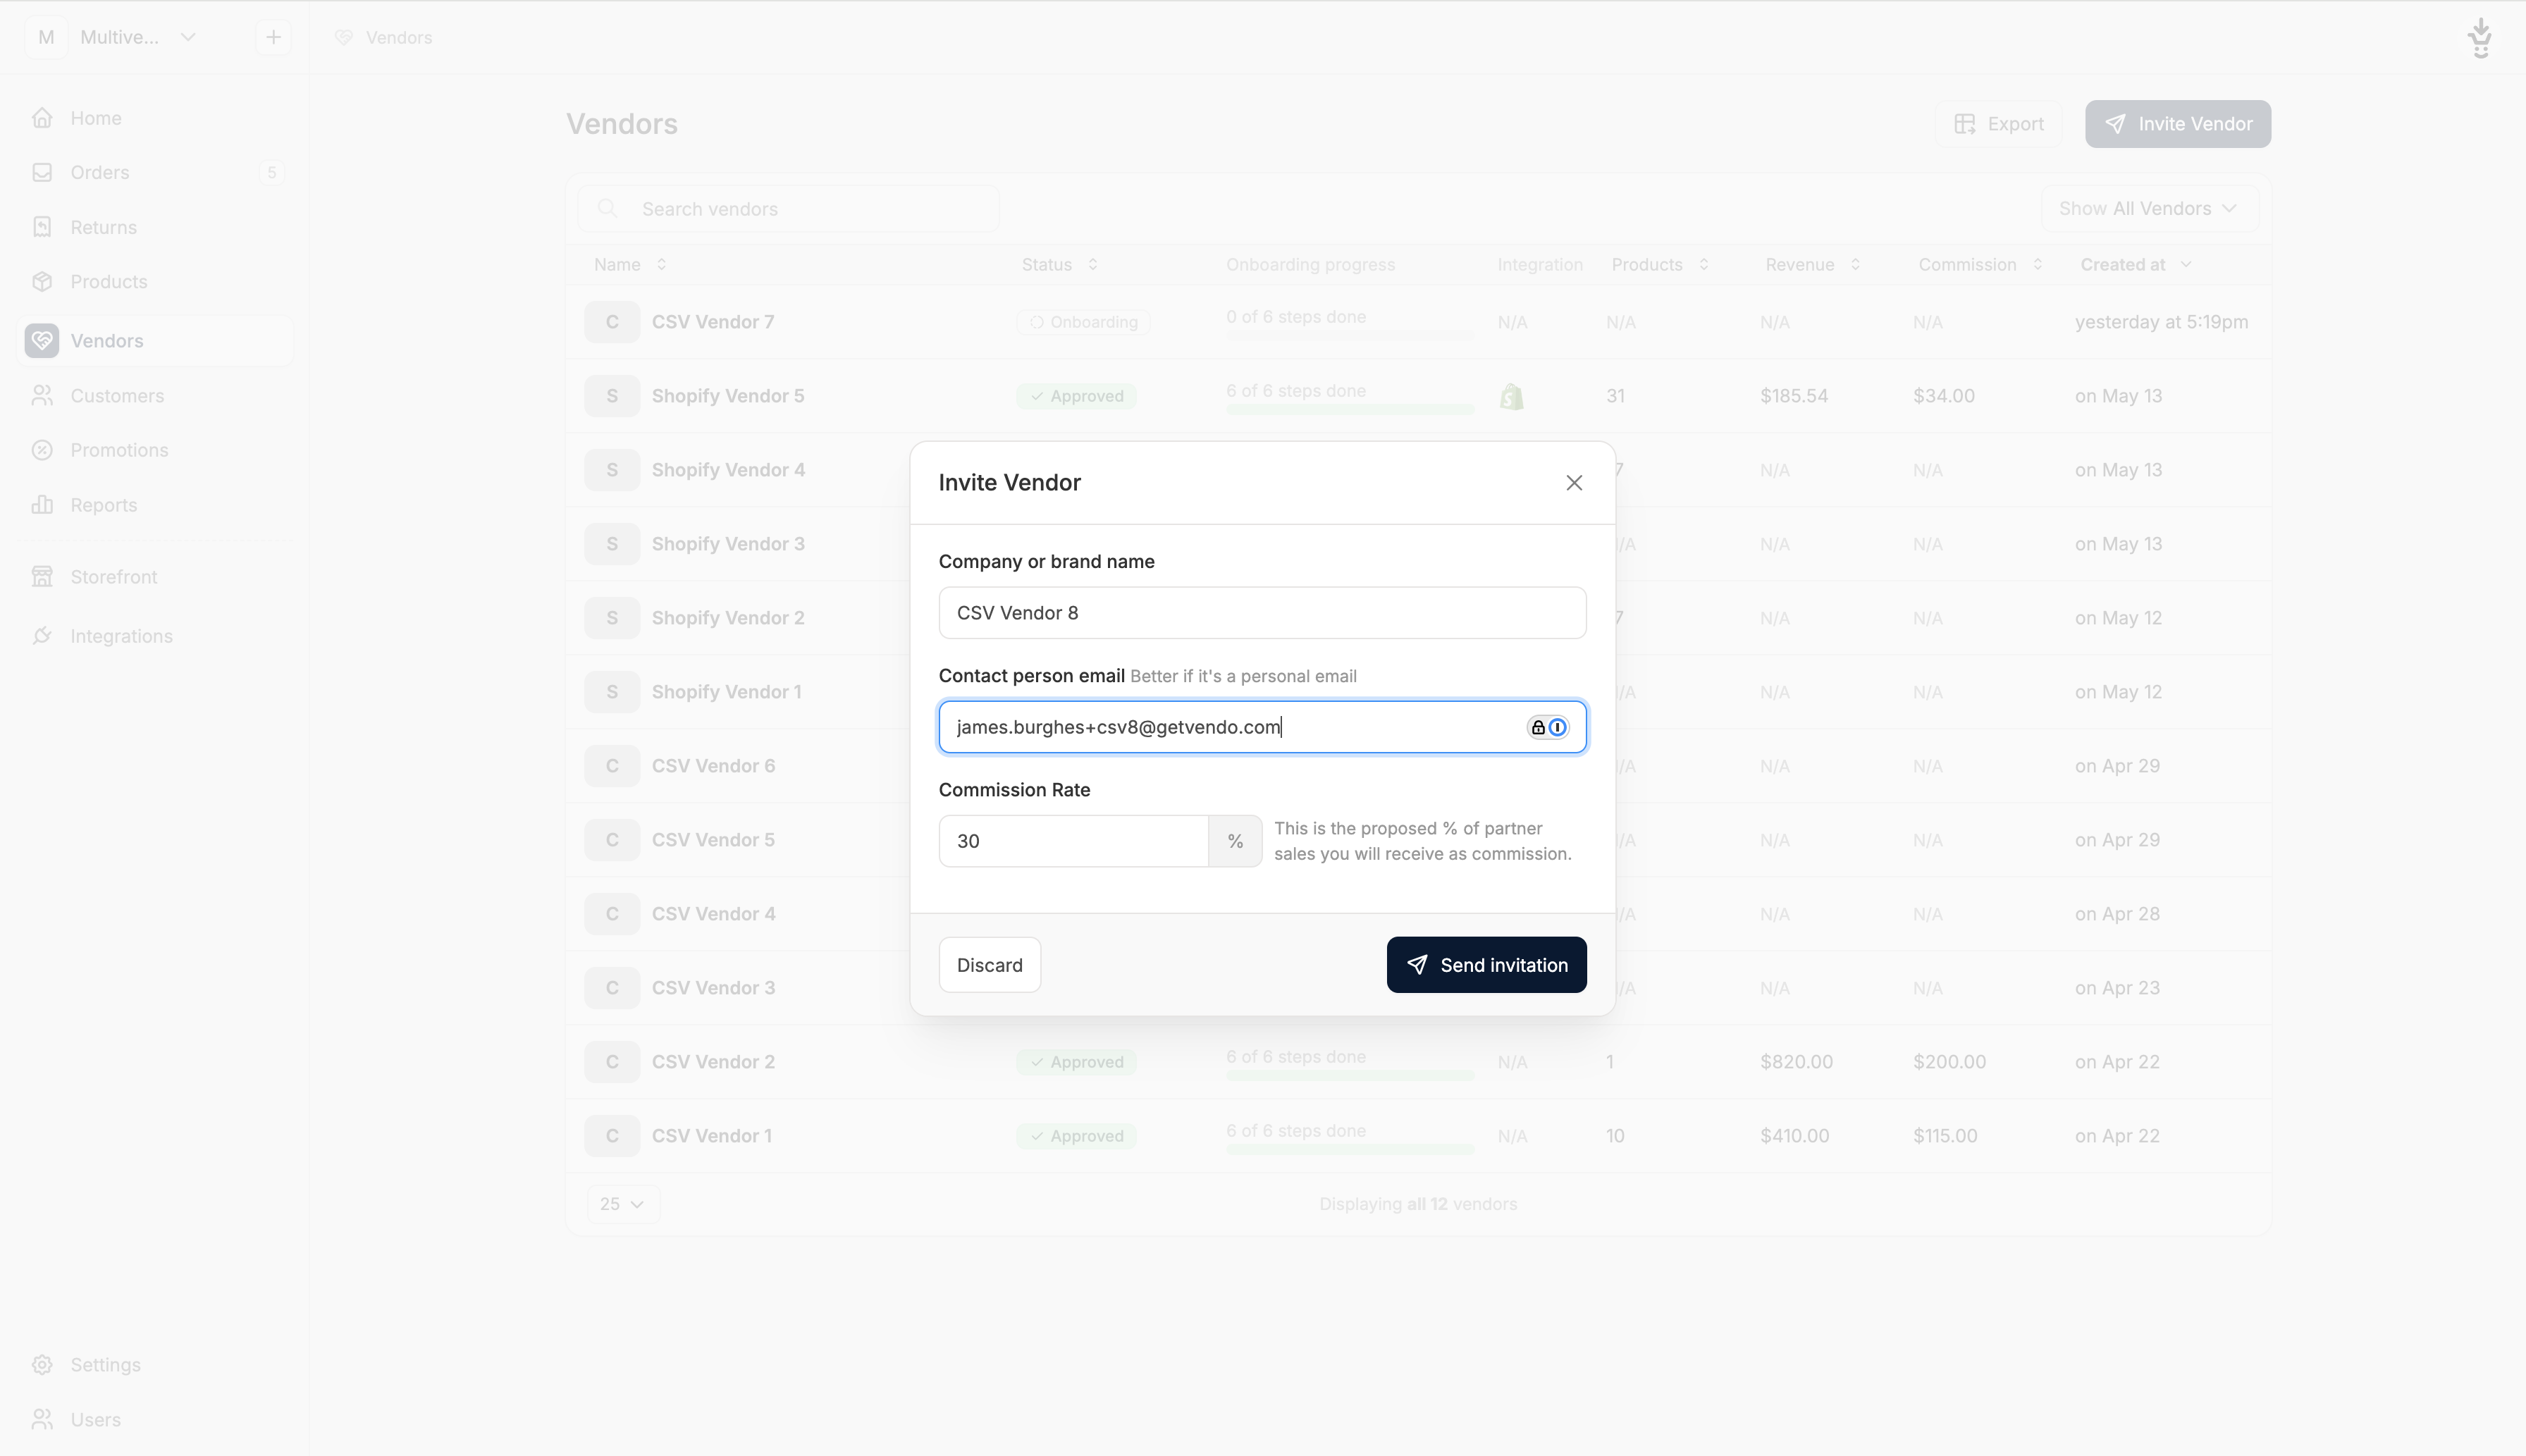 M Multive...
Vendors
Home
Orders 5
Returns
Products
Vendors
Customers
Promotions
Reports
Storefront
Integrations
Settings
Users
Vendors
Export
Invite Vendor
Search vendors
Show All Vendors
Name Status Onboarding progress Integration Products Revenue Commission Created at
C CSV Vendor 7 Onboarding 0 of 6 steps done N/A N/A N/A N/A yesterday at 5:19pm
S Shopify Vendor 5 Approved 6 of 6 steps done 31 $185.54 $34.00 on May 13
S Shopify Vendor 4 7 N/A N/A on May 13
S Shopify Vendor 3 /A N/A N/A on May 13
S Shopify Vendor 2 7 N/A N/A on May 12
S Shopify Vendor 1 /A N/A N/A on May 12
C CSV Vendor 6 /A N/A N/A on Apr 29
C CSV Vendor 5 /A N/A N/A on Apr 29
C CSV Vendor 4 /A N/A N/A on Apr 28
C CSV Vendor 3 /A N/A N/A on Apr 23
C CSV Vendor 2 Approved 6 of 6 steps done N/A 1 $820.00 $200.00 on Apr 22
C CSV Vendor 1 Approved 6 of 6 steps done N/A 10 $410.00 $115.00 on Apr 22
25
Displaying all 12 vendors
Invite Vendor
Company or brand name
CSV Vendor 8
Contact person email Better if it's a personal email
james.burghes+csv8@getvendo.com
Commission Rate
30 %
This is the proposed % of partner
sales you will receive as commission.
Discard
Send invitation